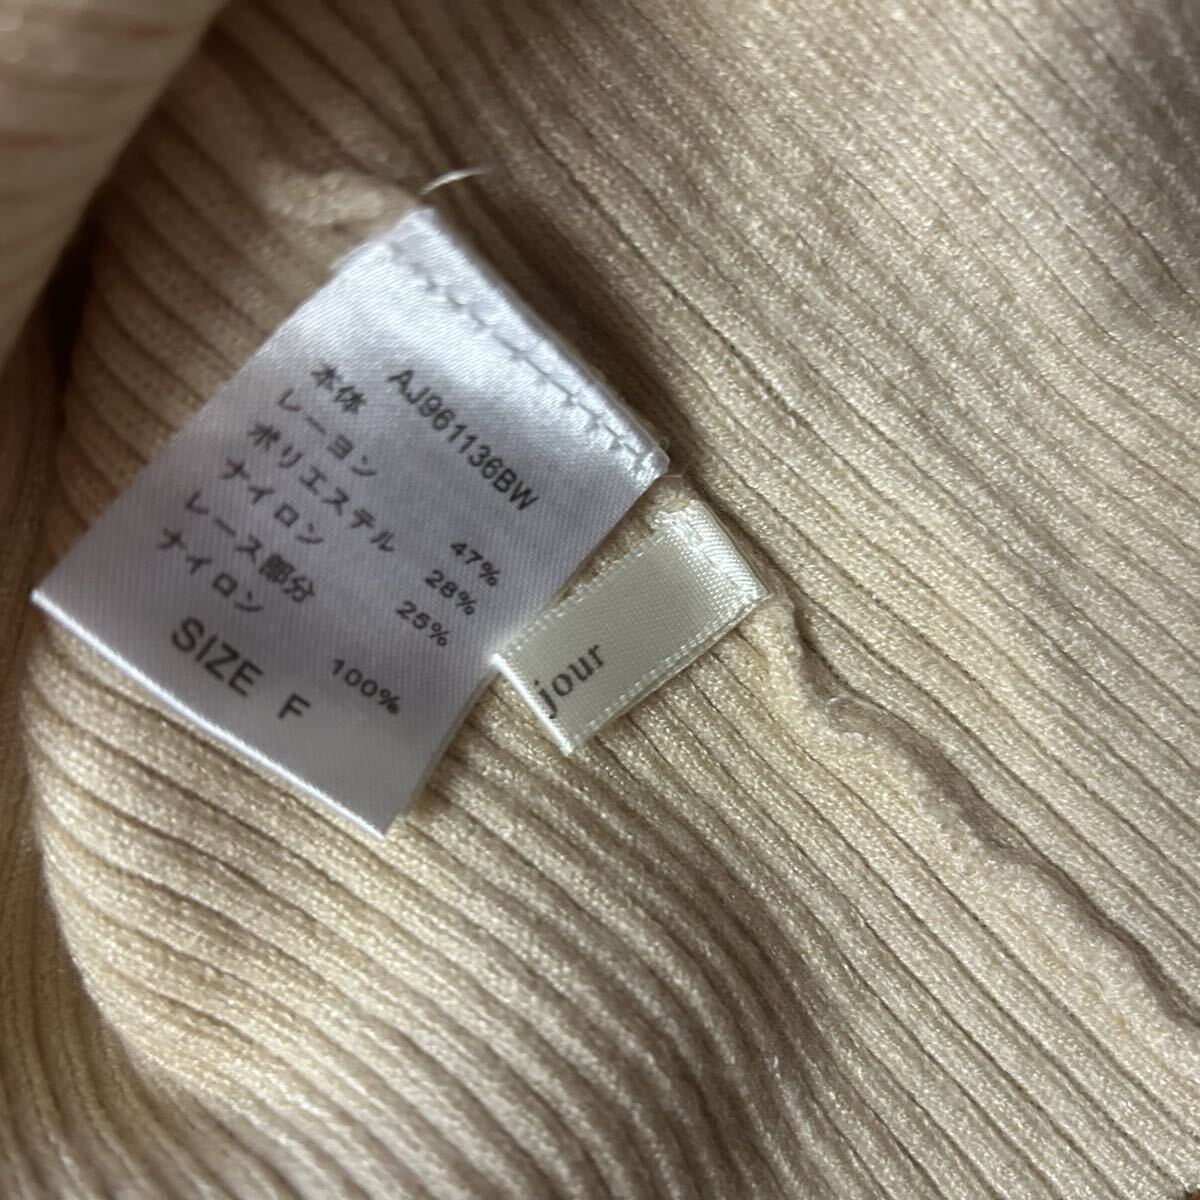 AJ961136BW
本体
レーヨン 47%
ポリエステル 28%
ナイロン 25%
レース部分
ナイロン 100%
SIZE F
jour